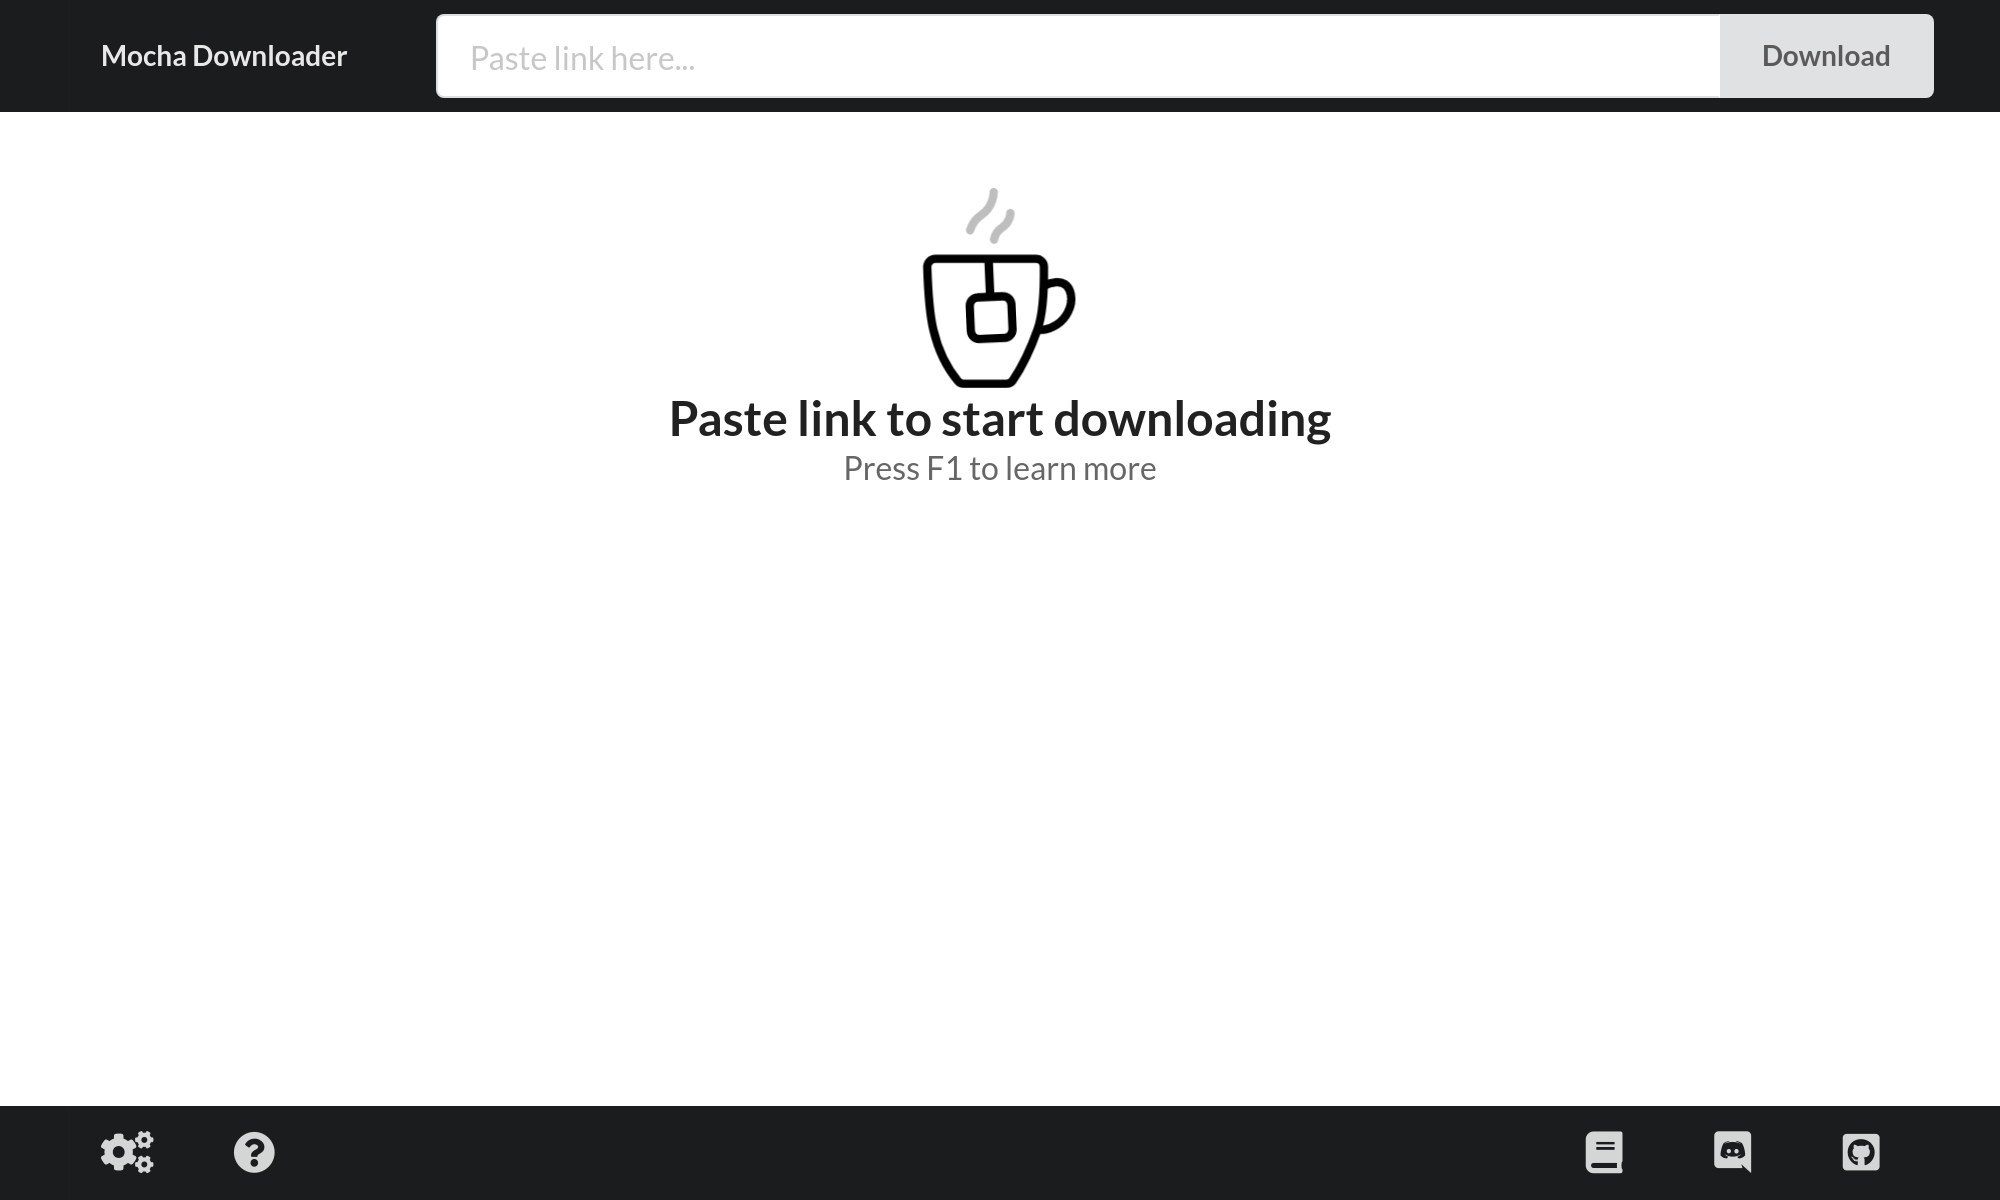 Mocha Downloader
Paste link here...
Download
Paste link to start downloading
Press F1 to learn more